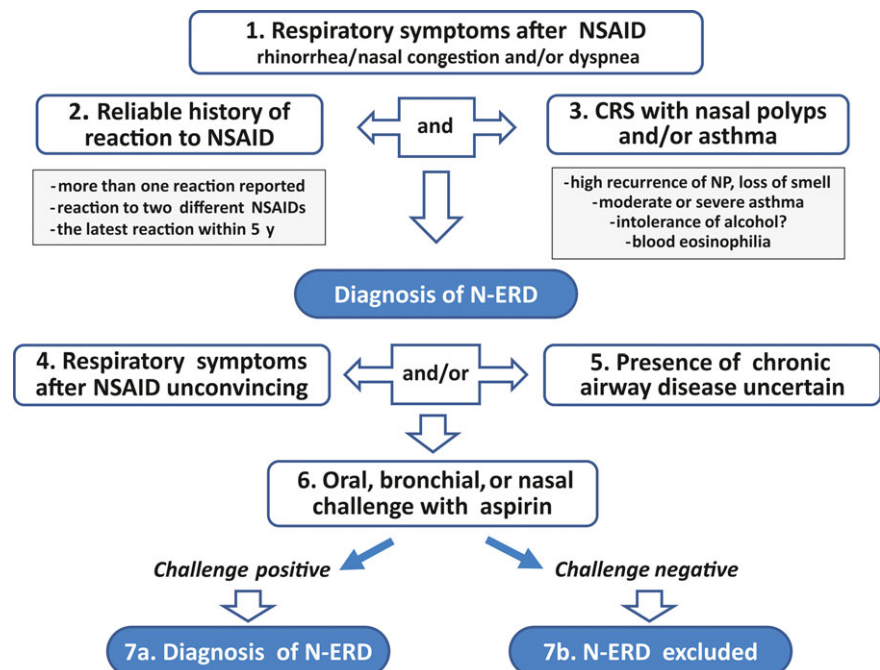 1. Respiratory symptoms after NSAID
rhinorrhea/nasal congestion and/or dyspnea
2. Reliable history of
reaction to NSAID
and
3. CRS with nasal polyps
and/or asthma
-more than one reaction reported
-reaction to two different NSAIDs
-the latest reaction within 5 y
-high recurrence of NP, loss of smell
-moderate or severe asthma
-intolerance of alcohol?
-blood eosinophilia
Diagnosis of N-ERD
4. Respiratory symptoms
after NSAID unconvincing
and/or
5. Presence of chronic
airway disease uncertain
6. Oral, bronchial, or nasal
challenge with aspirin
Challenge positive
Challenge negative
7a. Diagnosis of N-ERD
7b. N-ERD excluded